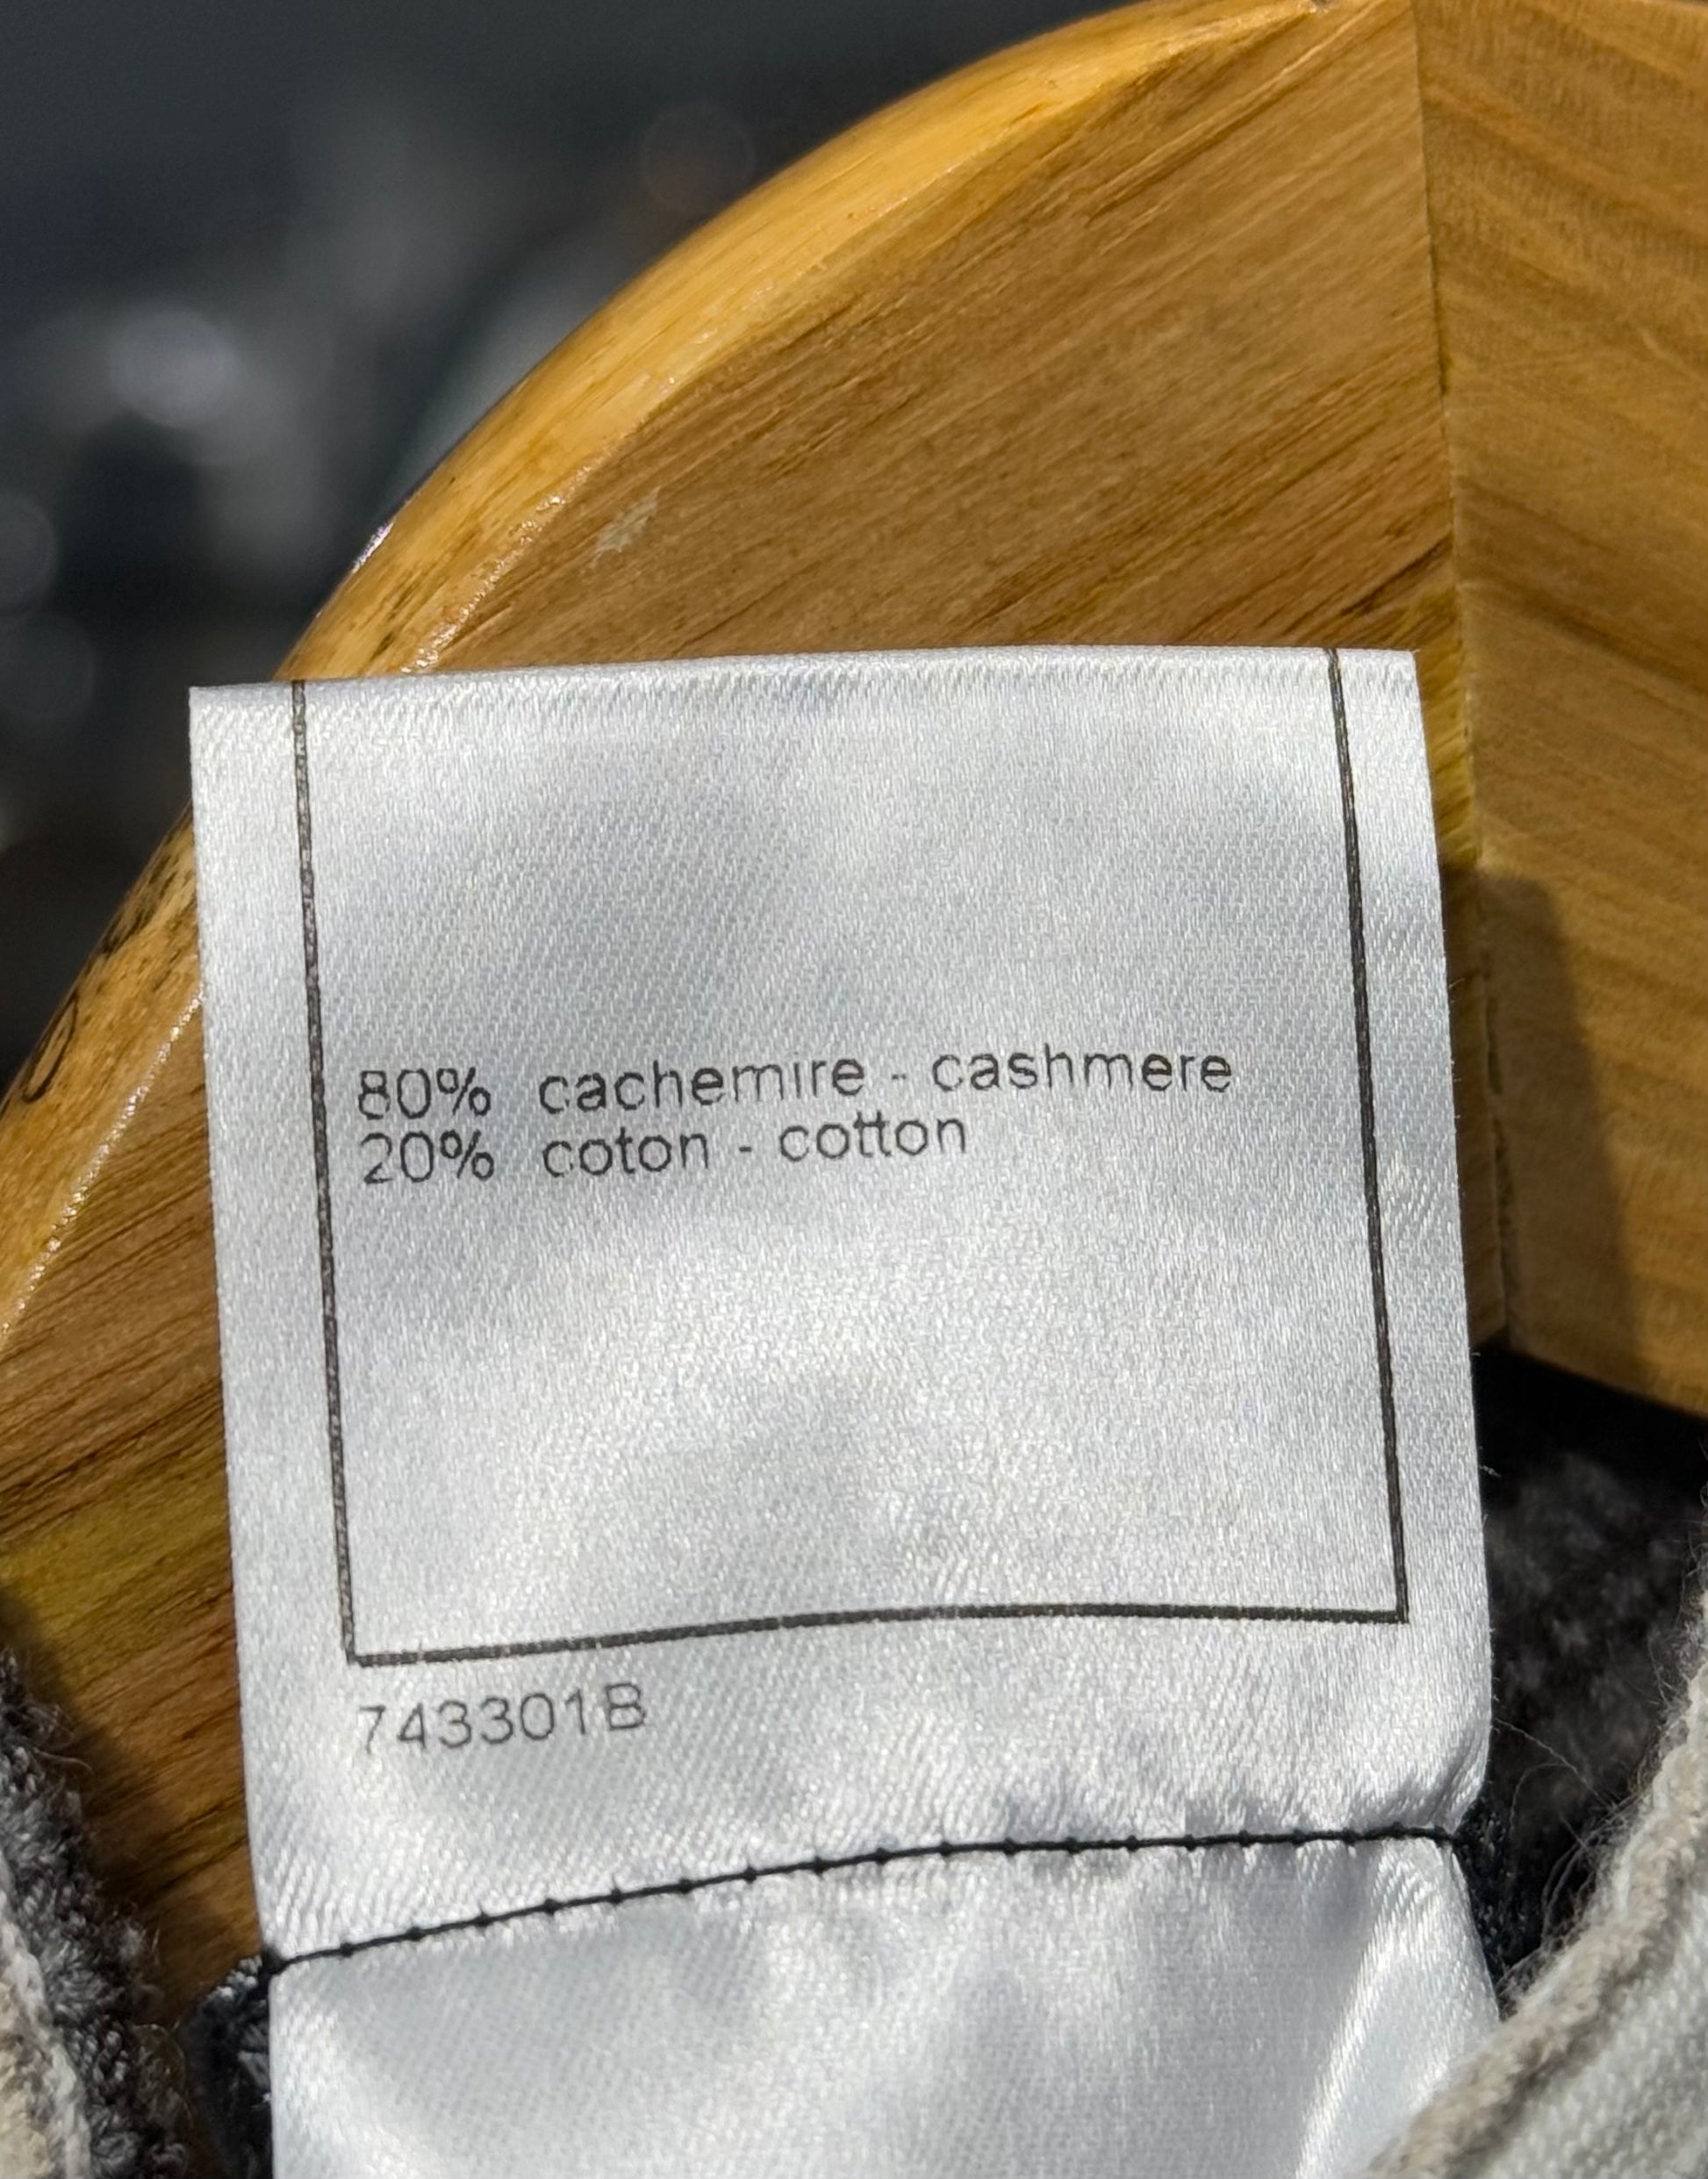 80% cachemire - cashmere
20% coton - cotton
743301B